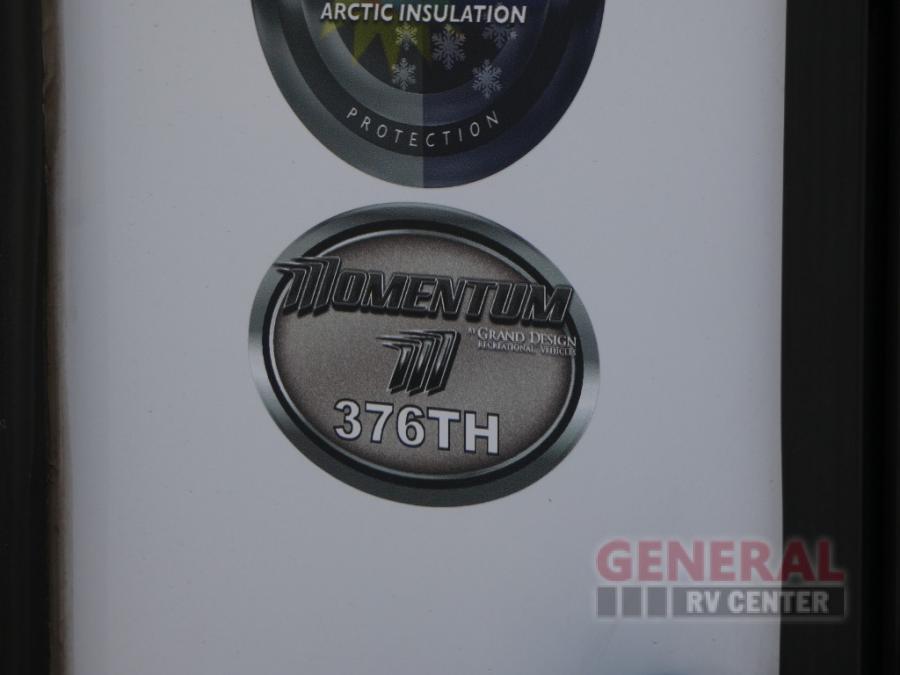 ARCTIC INSULATION
PROTECTION
MOMENTUM
BY GRAND DESIGN
RECREATIONAL VEHICLES
M
376TH
GENERAL
RV CENTER